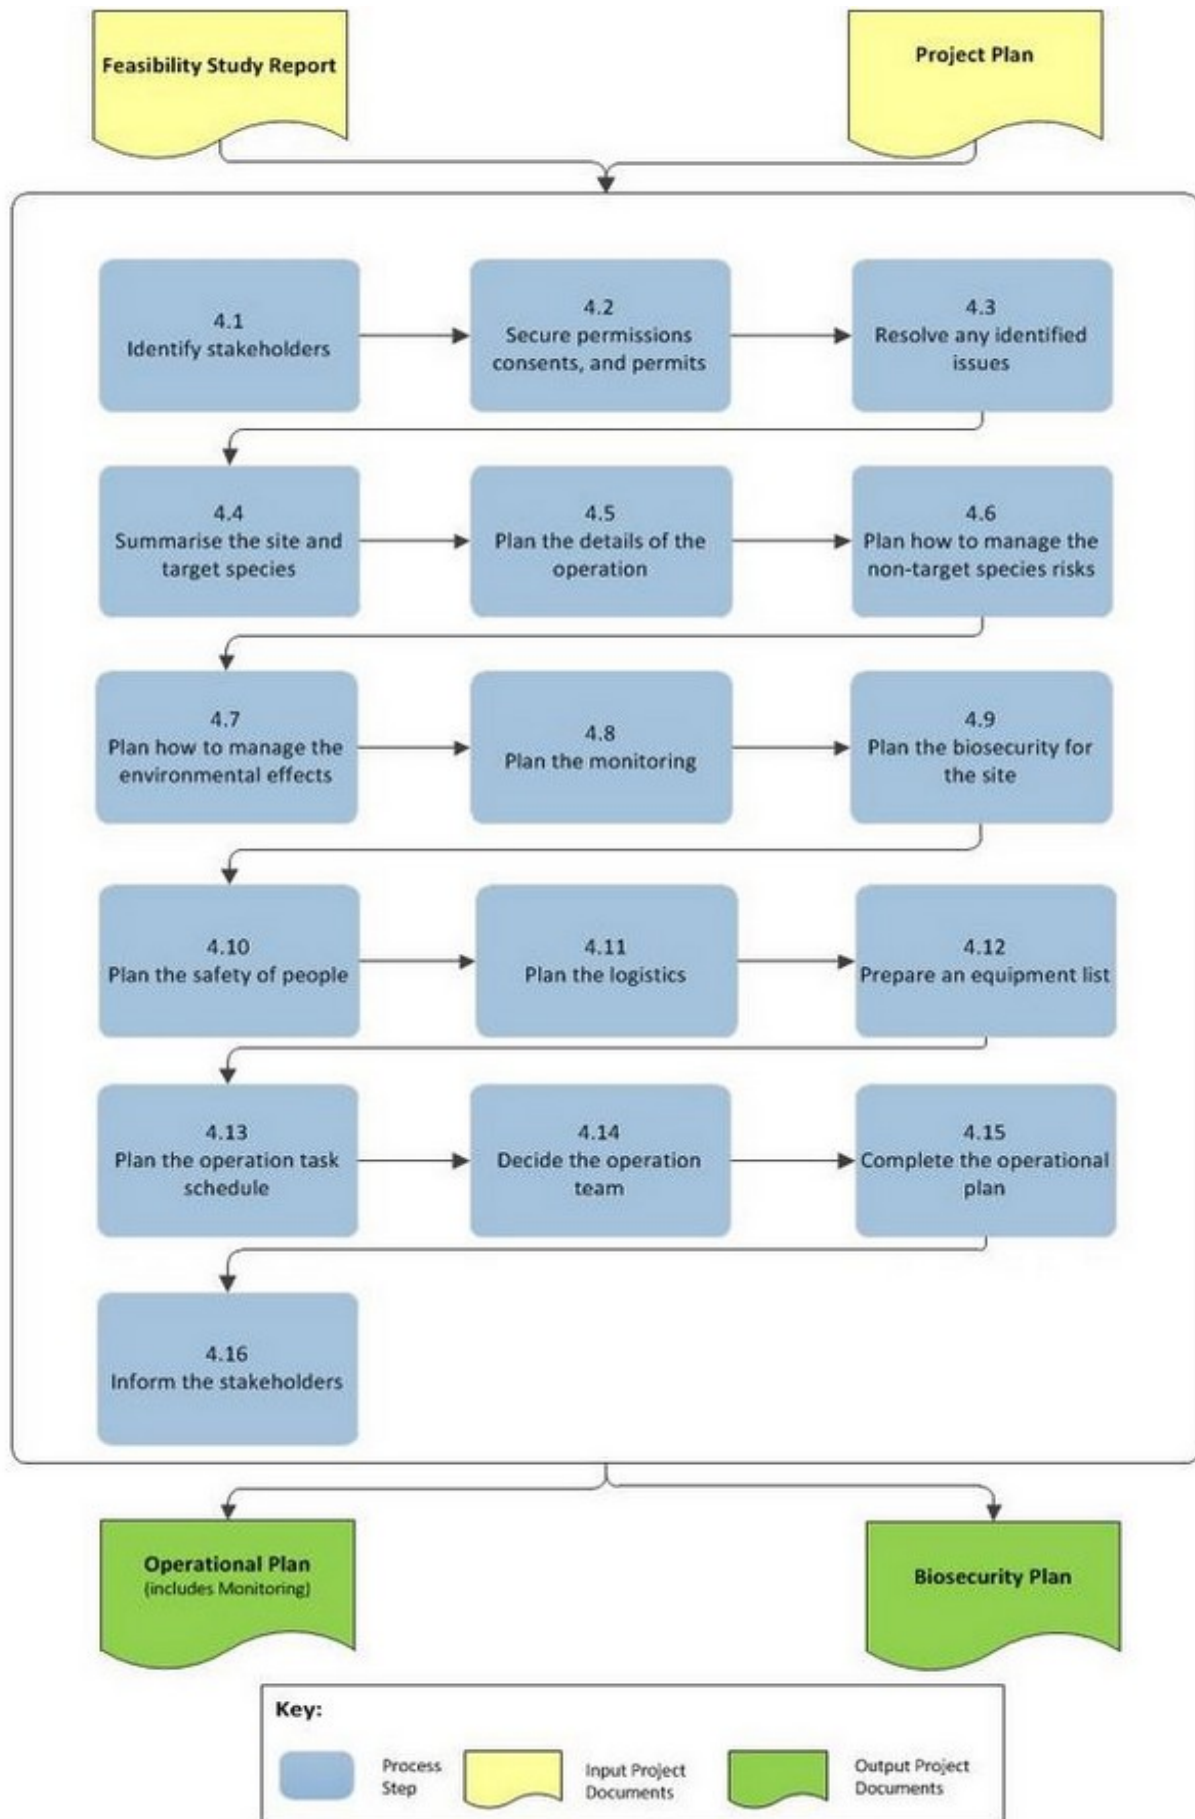 Feasibility Study Report
Project Plan
4.1
Identify stakeholders
4.2
Secure permissions
consents, and permits
4.3
Resolve any identified
issues
4.4
Summarise the site and
target species
4.5
Plan the details of the
operation
4.6
Plan how to manage the
non-target species risks
4.7
Plan how to manage the
environmental effects
4.8
Plan the monitoring
4.9
Plan the biosecurity for
the site
4.10
Plan the safety of people
4.11
Plan the logistics
4.12
Prepare an equipment list
4.13
Plan the operation task
schedule
4.14
Decide the operation
team
4.15
Complete the operational
plan
4.16
Inform the stakeholders
Operational Plan
(includes Monitoring)
Biosecurity Plan
Key:
Process
Step
Input Project
Documents
Output Project
Documents